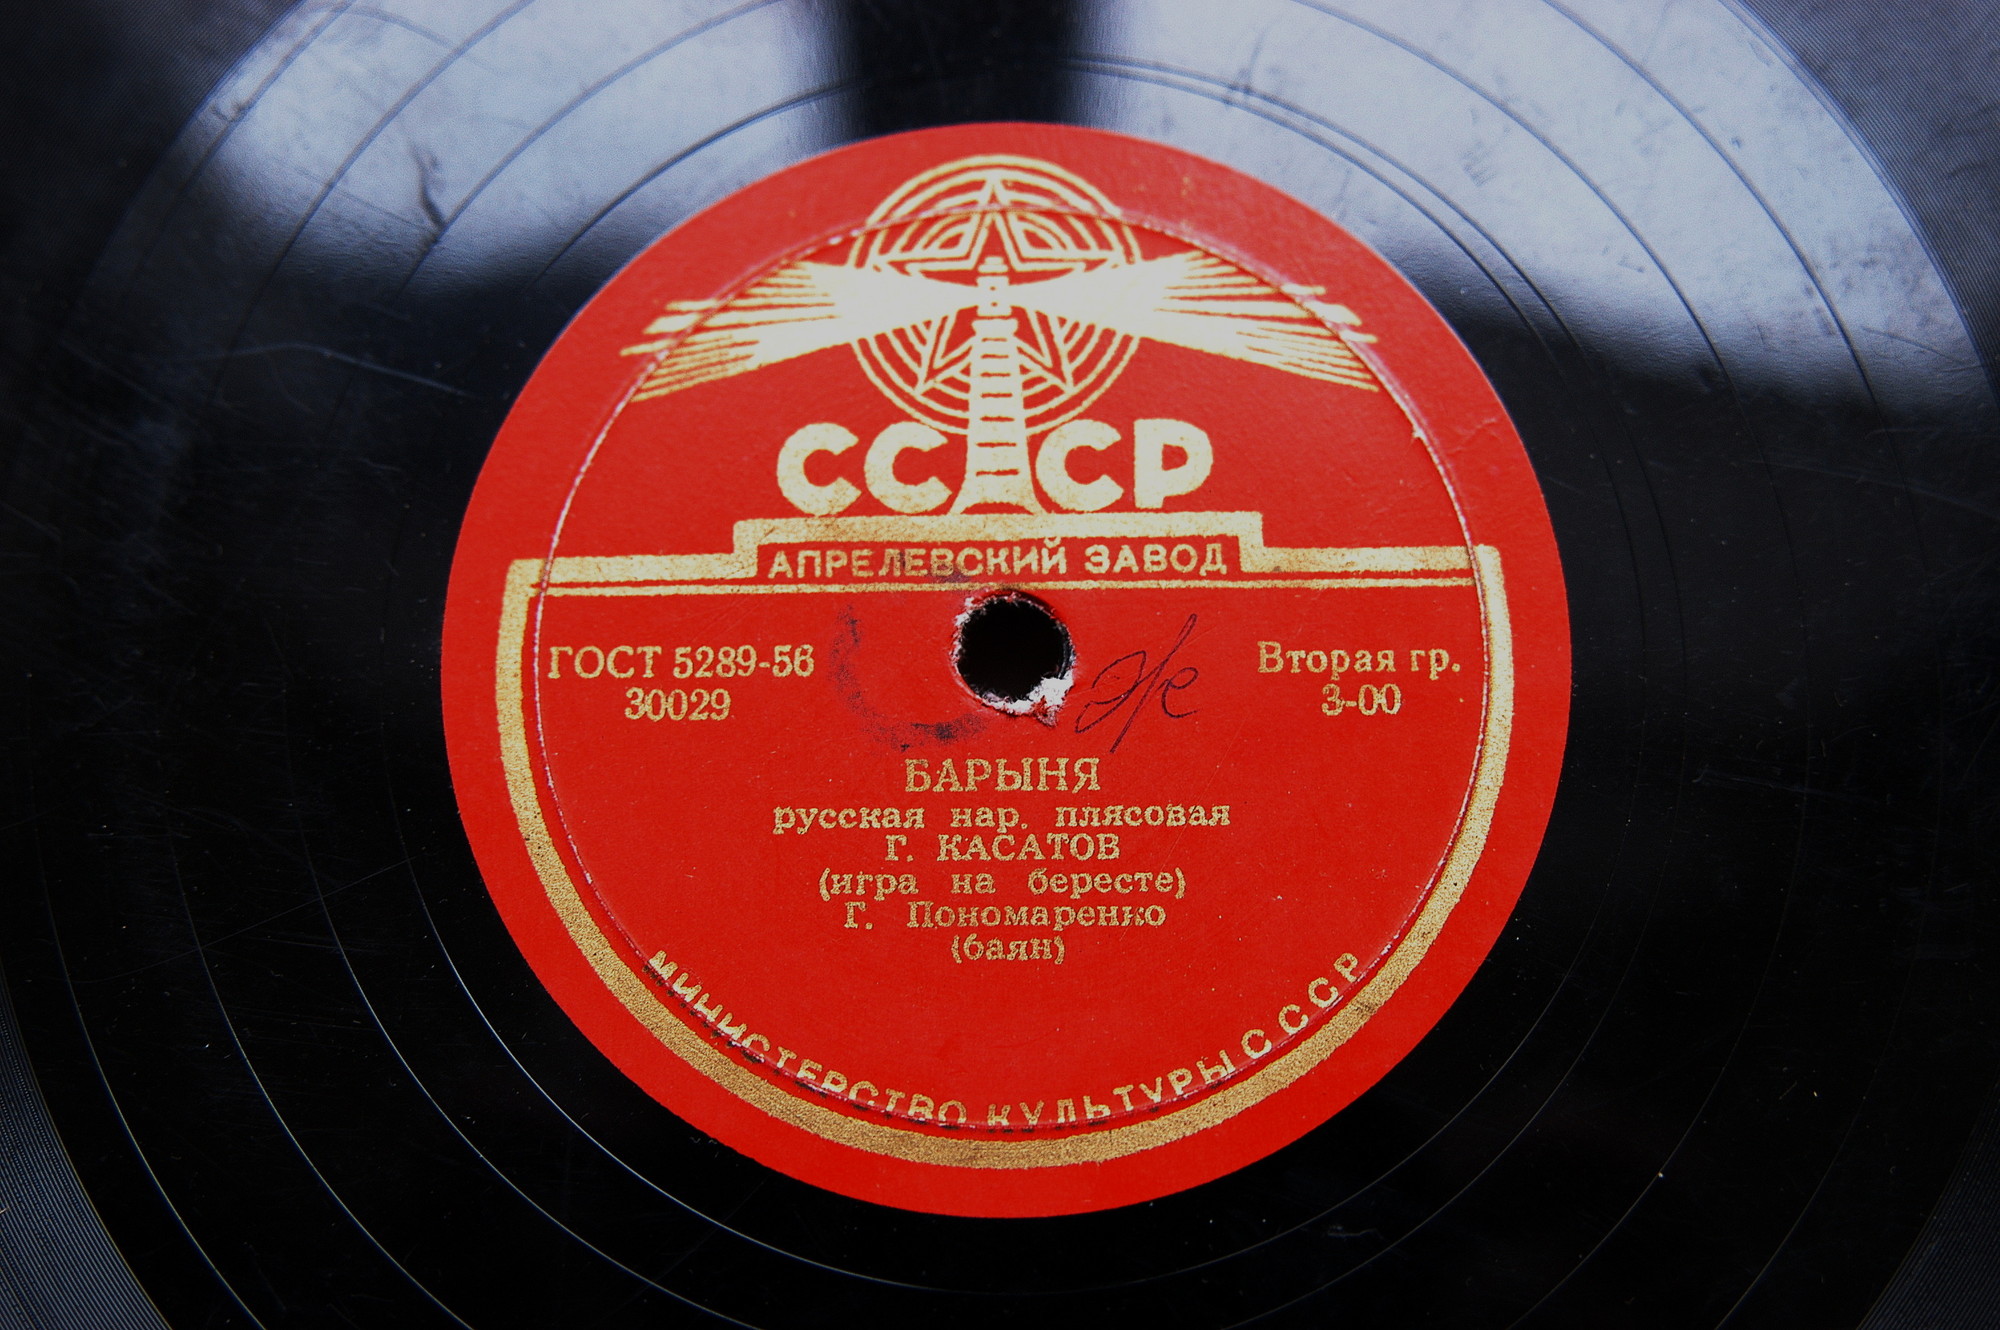 СССР
АПРЕЛЕВСКИЙ ЗАВОД
ГОСТ 5289-56
30029
Вторая гр.
3-00
БАРЫНЯ
русская нар. плясовая
Г. КАСАТОВ
(игра на бересте)
Г. Пономаренко
(баян)
МИНИСТЕРСТВО КУЛЬТУРЫ СССР